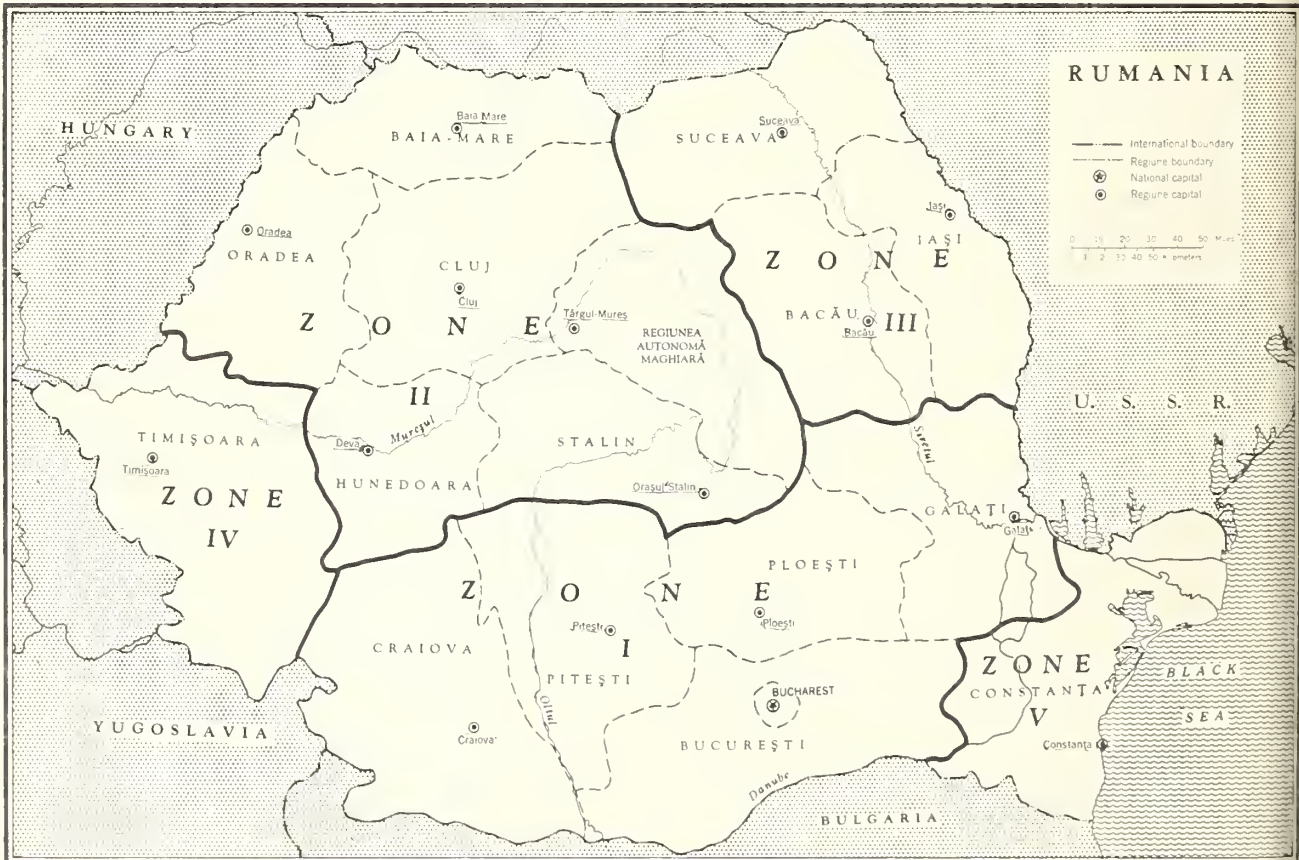 RUMANIA
International boundary
Regiune boundary
National capital
Regiune capital
HUNGARY
Baia Mare
BAIA-MARE
SUCEAVA
Suceava
Iași
IAȘI
Oradea
ORADEA
CLUJ
Cluj
ZONE
II
Târgul-Mureș
REGIUNEA
AUTONOMĂ
MAGHIARĂ
ZONE
III
BACĂU
Bacău
U. S. S. R.
TIMIȘOARA
Timișoara
ZONE
IV
Deva
Mureșul
HUNEDOARA
STALIN
Orașul Stalin
Siretul
GALAȚI
ZONE
I
PLOEȘTI
Ploești
CRAIOVA
Craiova
Pitești
PITEȘTI
Oltul
BUCHAREST
BUCUREȘTI
Danube
ZONE
CONSTANȚA
V
Constanța
BLACK
SEA
YUGOSLAVIA
BULGARIA